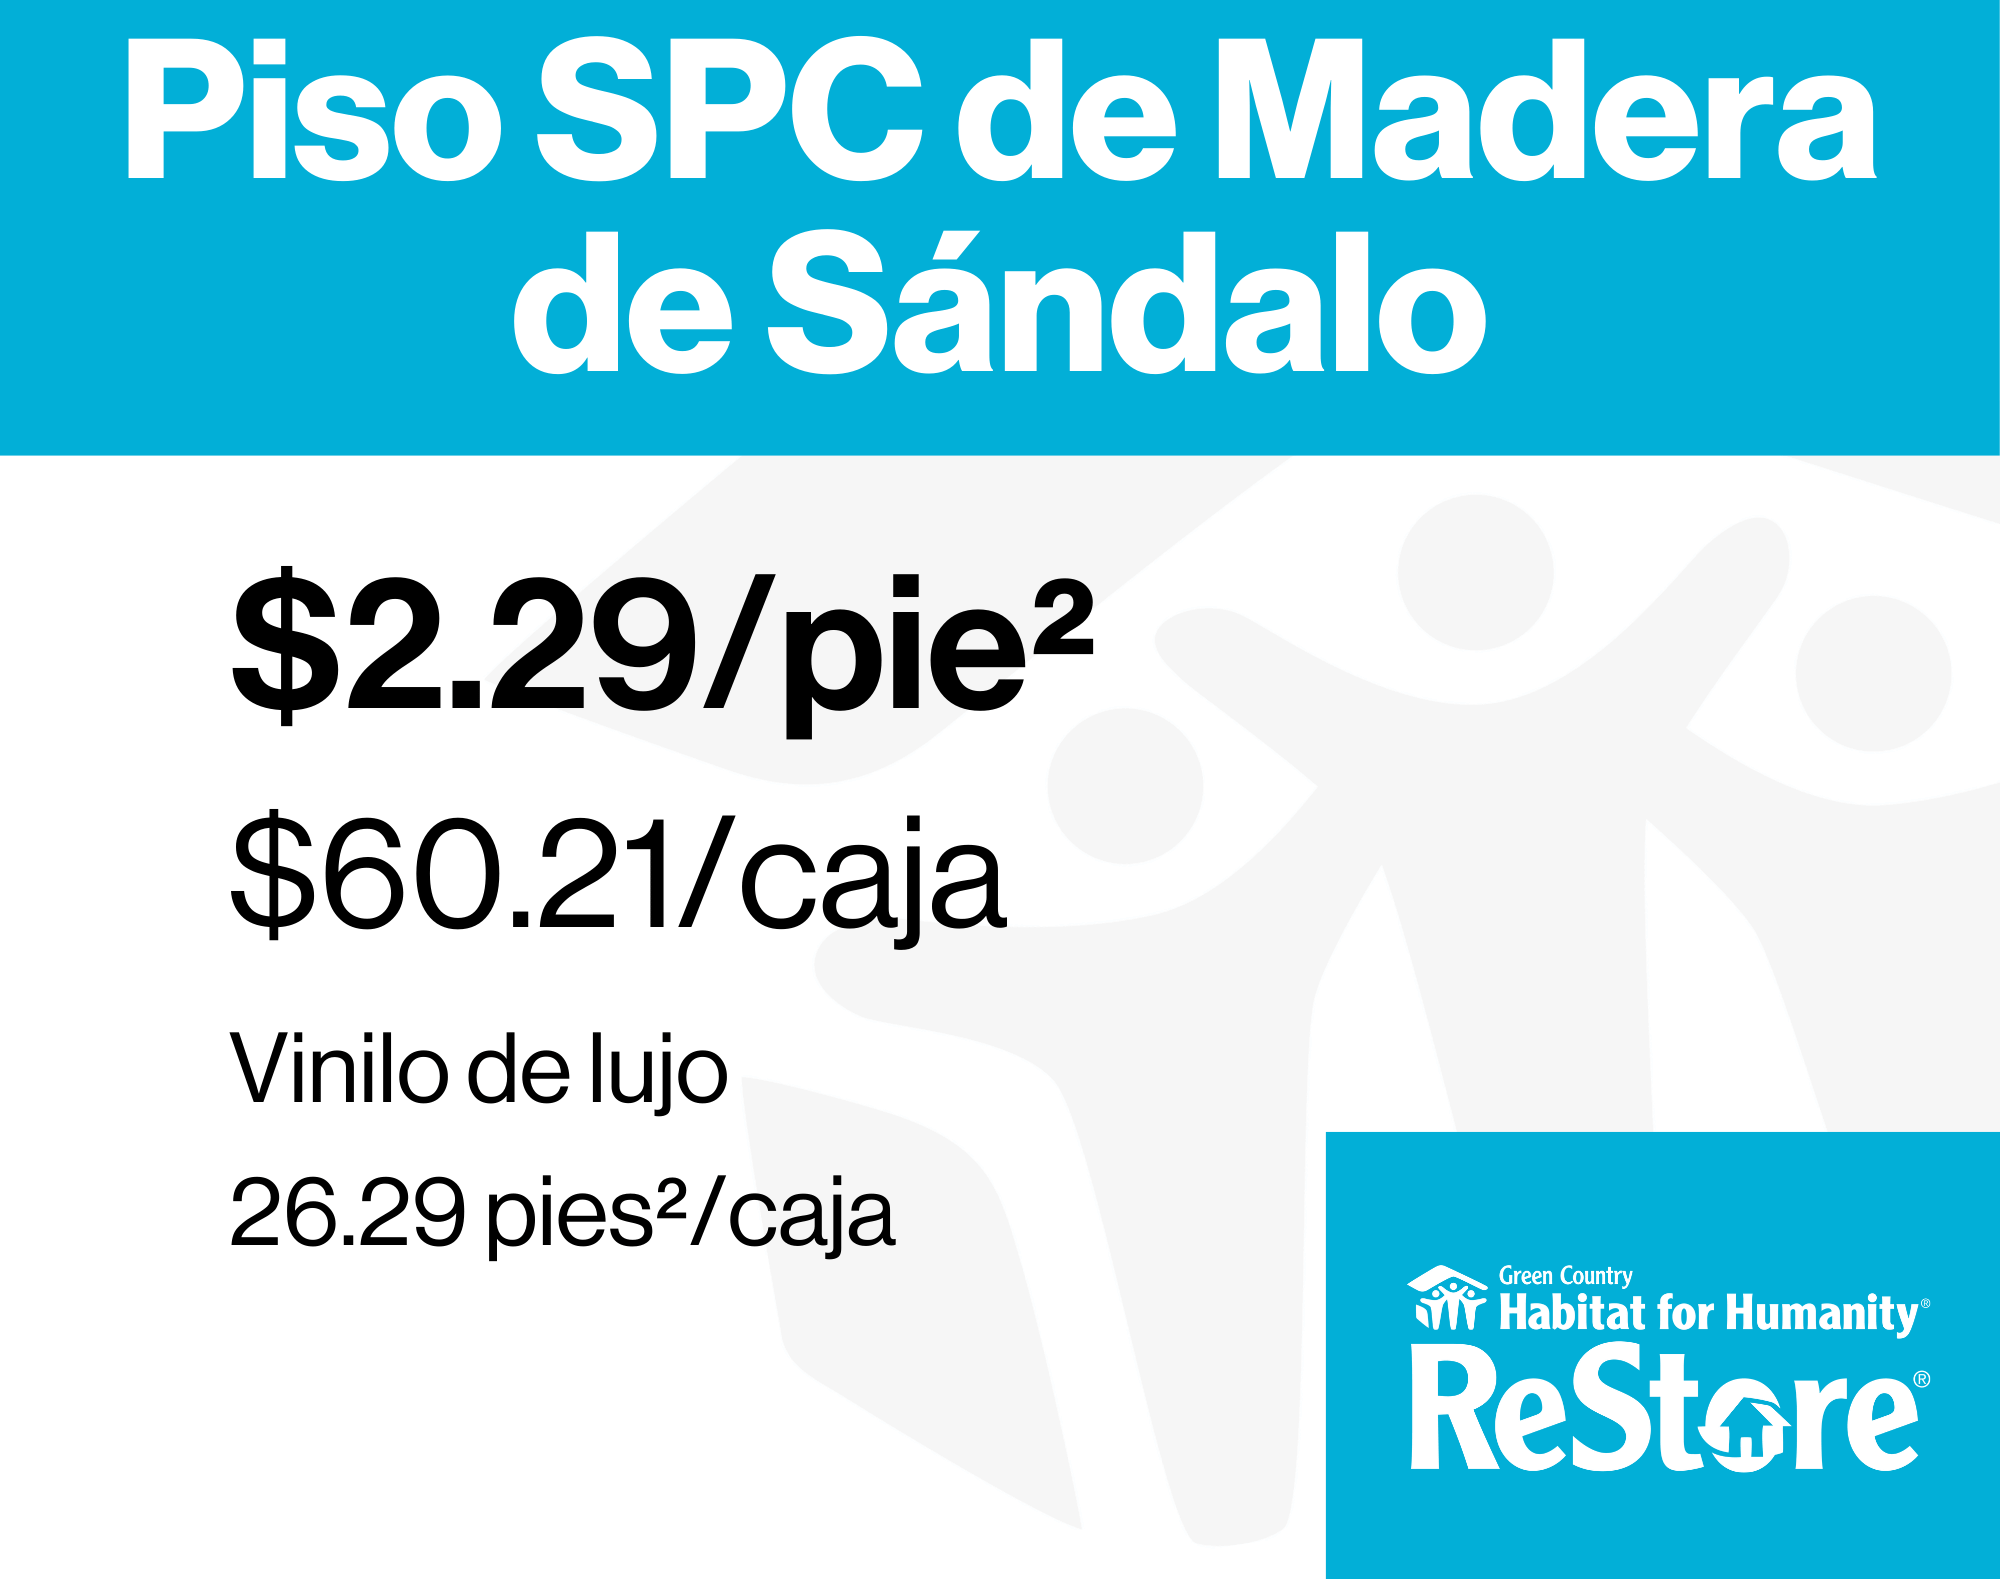 Piso SPC de Madera
de Sándalo
$2.29/pie²
$60.21/caja
Vinilo de lujo
26.29 pies²/caja
Green Country
Habitat for Humanity®
ReStore®